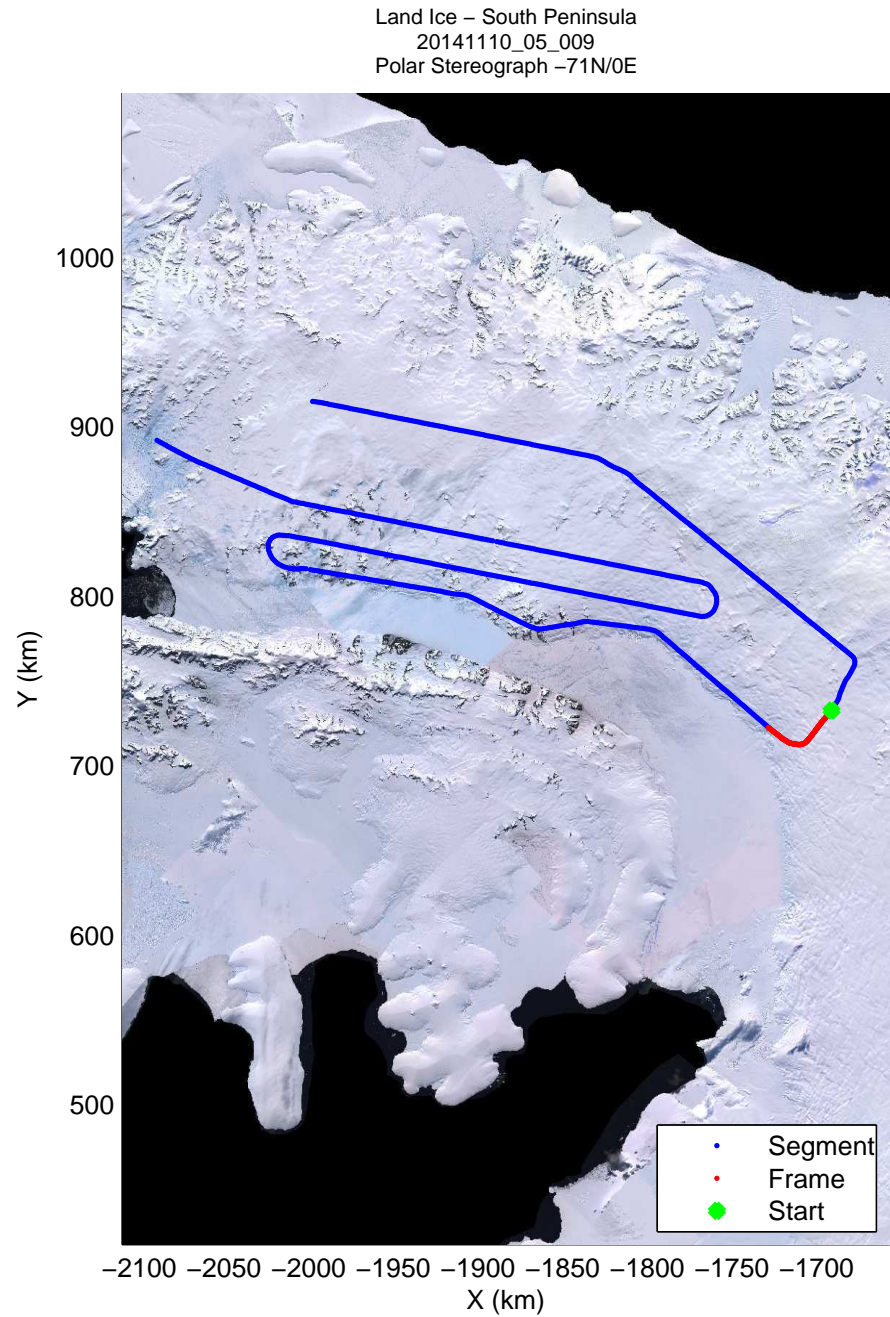 Land Ice – South Peninsula
20141110_05_009
Polar Stereograph –71N/0E
1000
900
800
700
600
500
Y (km)
Segment
Frame
Start
–2100 –2050 –2000 –1950 –1900 –1850 –1800 –1750 –1700
X (km)